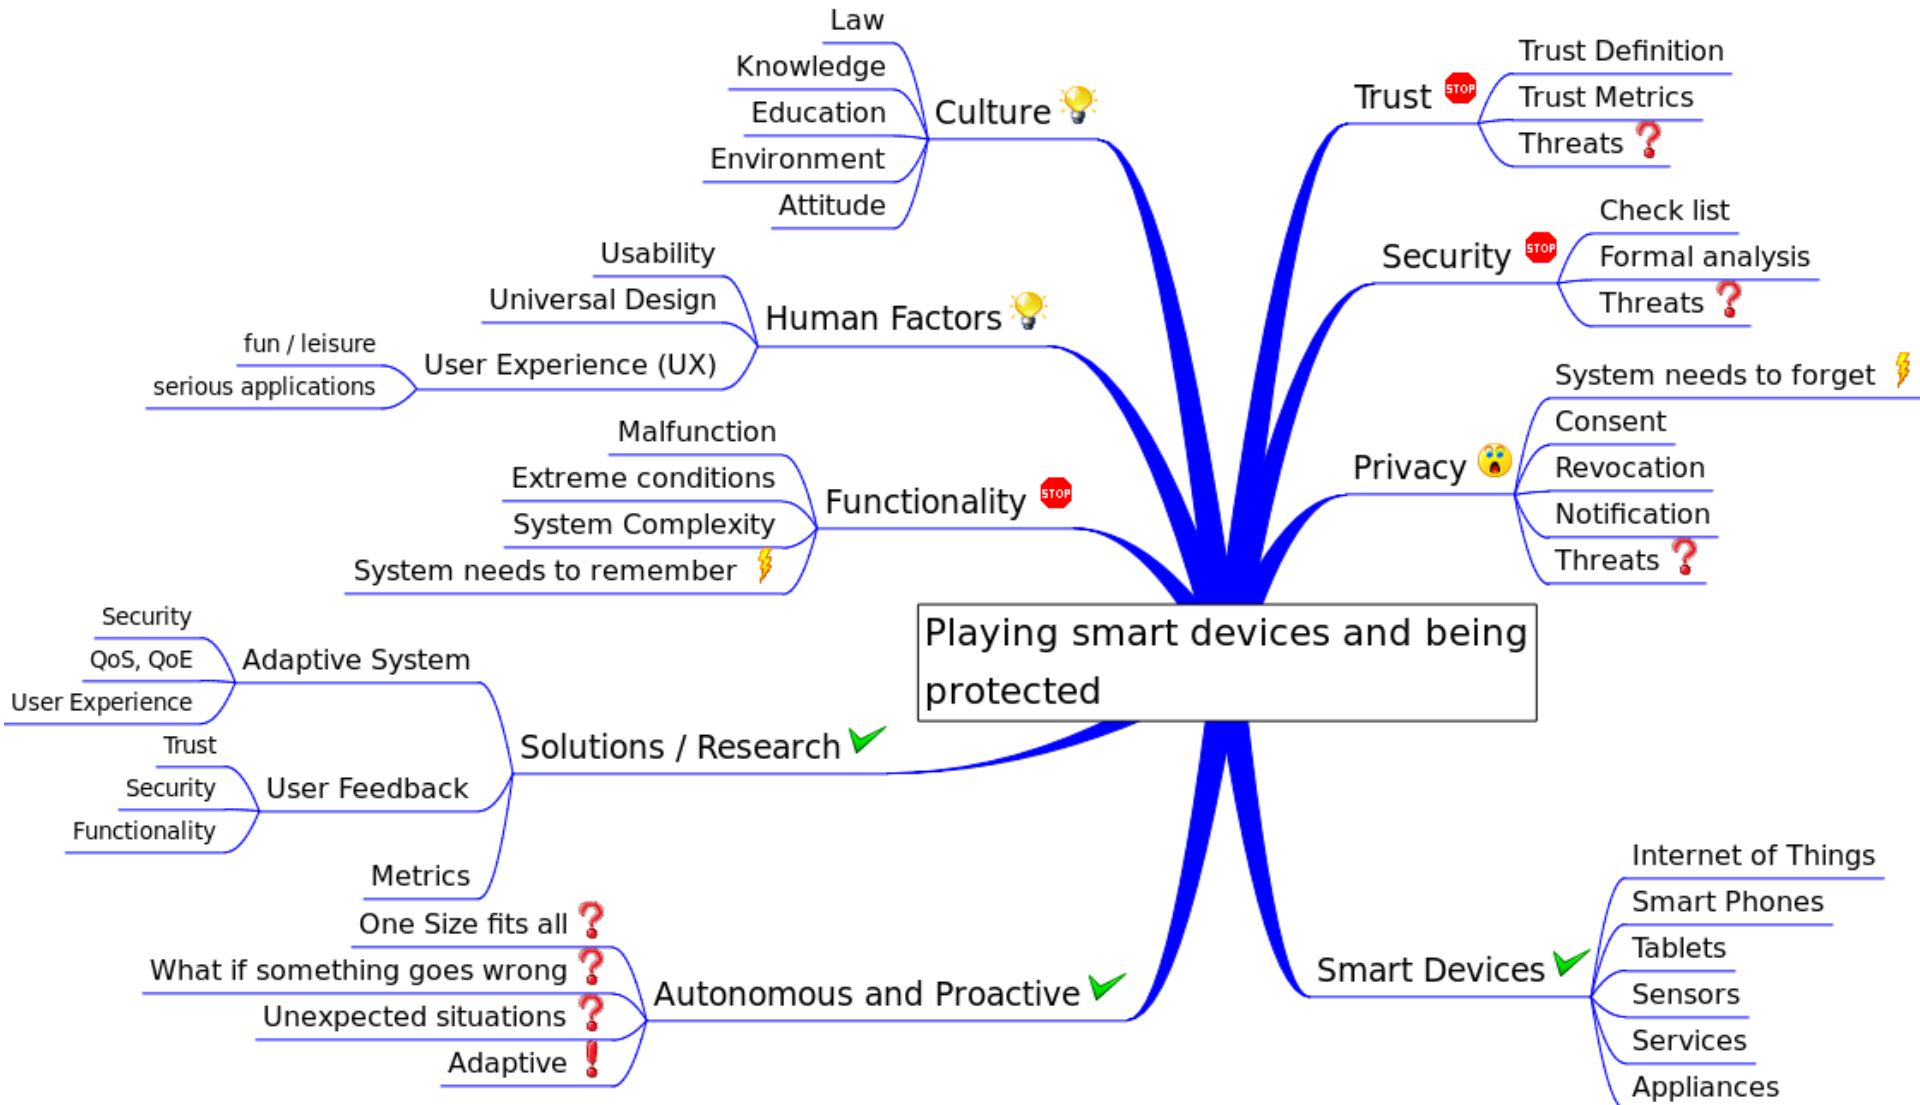 Playing smart devices and being
protected
Trust
STOP
Trust Definition
Trust Metrics
Threats ?
Security
STOP
Check list
Formal analysis
Threats ?
Privacy
System needs to forget
Consent
Revocation
Notification
Threats ?
Smart Devices
Internet of Things
Smart Phones
Tablets
Sensors
Services
Appliances
Culture
Law
Knowledge
Education
Environment
Attitude
Human Factors
Usability
Universal Design
User Experience (UX)
fun / leisure
serious applications
Functionality
STOP
Malfunction
Extreme conditions
System Complexity
System needs to remember
Solutions / Research
Adaptive System
Security
QoS, QoE
User Experience
User Feedback
Trust
Security
Functionality
Metrics
Autonomous and Proactive
One Size fits all ?
What if something goes wrong ?
Unexpected situations ?
Adaptive !